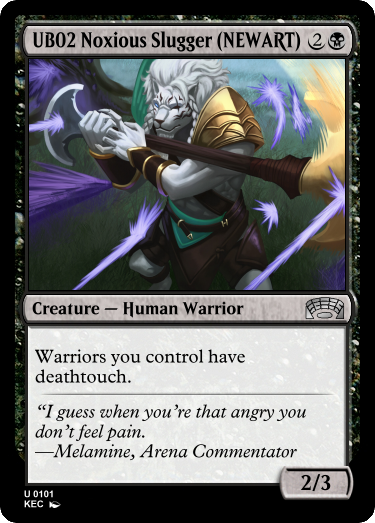 UB02 Noxious Slugger (NEWART) 2
Creature — Human Warrior
Warriors you control have
deathtouch.
“I guess when you're that angry you
don't feel pain.
—Melamine, Arena Commentator
2/3
U 0101
KEC